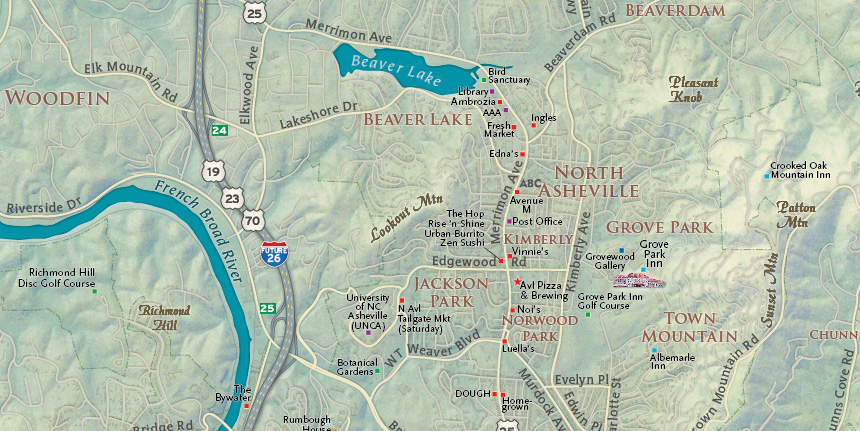 25
Merrimon Ave
Beaverdam Rd
BEAVERDAM
Elk Mountain Rd
Elkwood Ave
Beaver Lake
Bird
Sanctuary
Pleasant
Knob
WOODFIN
Lakeshore Dr
Library
Ambrozia
AAA
BEAVER LAKE
Fresh
Market
Ingles
24
Edna's
19
23
70
French Broad River
Riverside Dr
NORTH
ASHEVILLE
ABC
Avenue
M
Crooked Oak
Mountain Inn
Patton
Mtn
Lookout Mtn
Merrimon Ave
The Hop
Rise 'n Shine
Urban Burrito
Zen Sushi
Post Office
KIMBERLY
Kimberly Ave
GROVE PARK
Vinnie's
Edgewood Rd
Grovewood
Gallery
Grove
Park
Inn
FUTURE
26
Richmond Hill
Disc Golf Course
Richmond
Hill
25
JACKSON
PARK
Avl Pizza
& Brewing
University
of NC
Asheville
(UNCA)
N Avl
Tailgate Mkt
(Saturday)
Noi's
NORWOOD
PARK
Grove Park Inn
Golf Course
Sunset Mtn
TOWN
MOUNTAIN
CHUNN
Luella's
WT Weaver Blvd
Botanical
Gardens
Albemarle
Inn
Town Mountain Rd
unns Cove Rd
The
Bywater
DOUGH
Home-
grown
Murdock Ave
Evelyn Pl
Edwin Pl
arlotte St
Bridge Rd
Rumbough
House
25